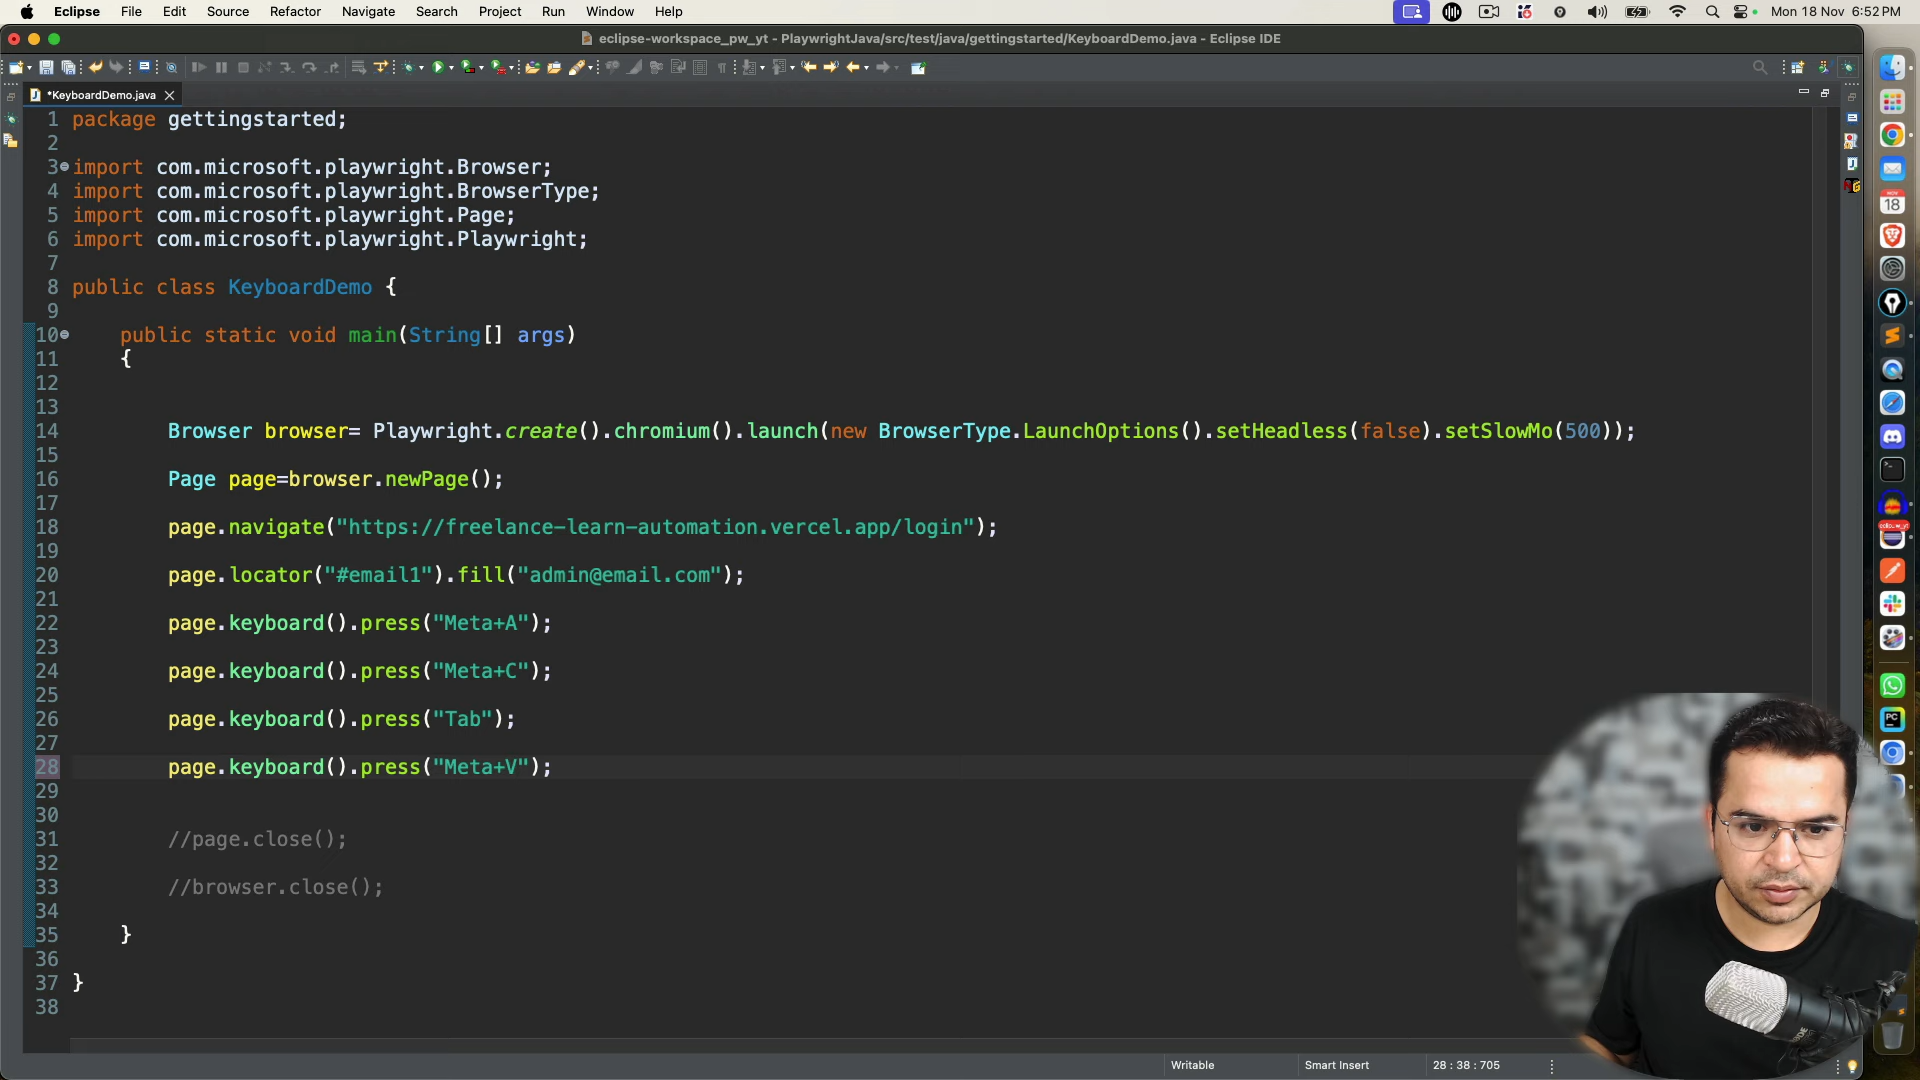 Eclipse File Edit Source Refactor Navigate Search Project Run Window Help Mon 18 Nov 6:52 PM
eclipse-workspace_pw_yt - PlaywrightJava/src/test/java/gettingstarted/KeyboardDemo.java - Eclipse IDE
*KeyboardDemo.java
1 package gettingstarted;
2
3 import com.microsoft.playwright.Browser;
4 import com.microsoft.playwright.BrowserType;
5 import com.microsoft.playwright.Page;
6 import com.microsoft.playwright.Playwright;
7
8 public class KeyboardDemo {
9
10 public static void main(String[] args)
11 {
12
13
14 Browser browser= Playwright.create().chromium().launch(new BrowserType.LaunchOptions().setHeadless(false).setSlowMo(500));
15
16 Page page=browser.newPage();
17
18 page.navigate("https://freelance-learn-automation.vercel.app/login");
19
20 page.locator("#email1").fill("admin@email.com");
21
22 page.keyboard().press("Meta+A");
23
24 page.keyboard().press("Meta+C");
25
26 page.keyboard().press("Tab");
27
28 page.keyboard().press("Meta+V");
29
30
31 //page.close();
32
33 //browser.close();
34
35 }
36
37 }
38
Writable Smart Insert 28 : 38 : 705